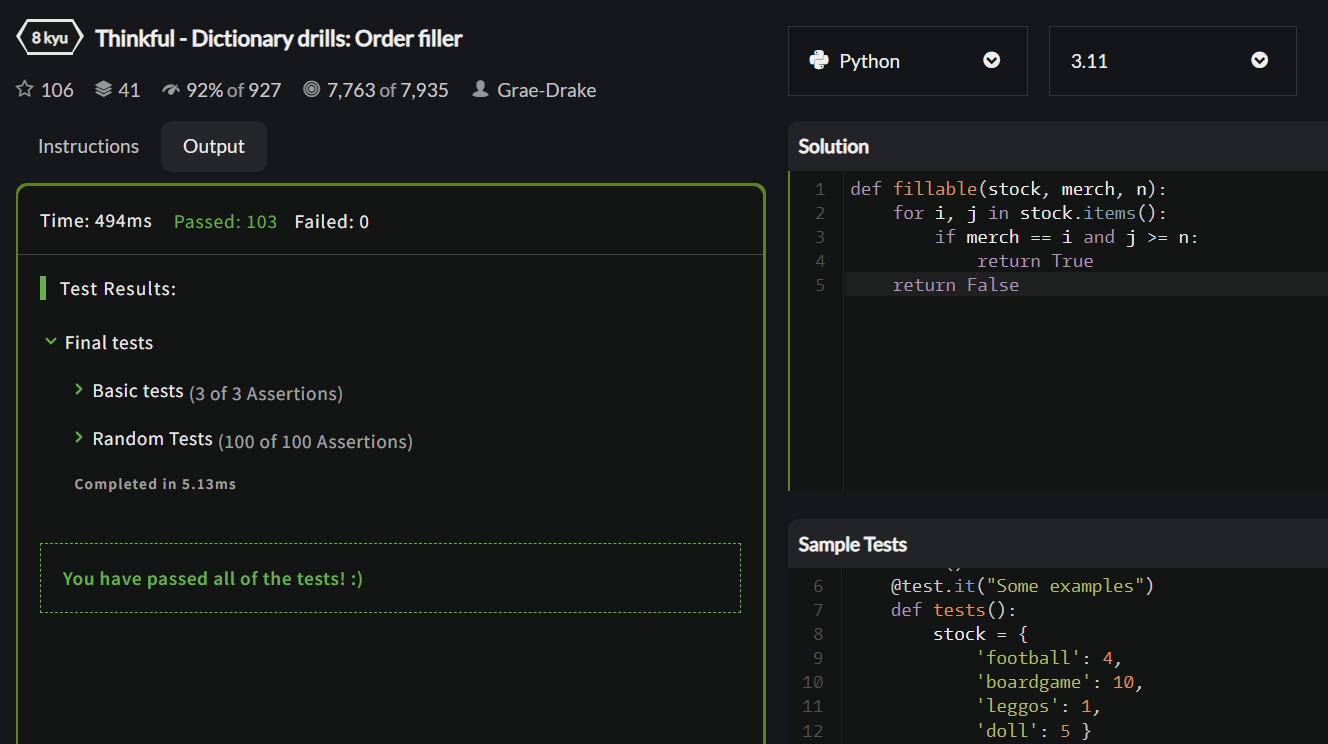 8 kyu Thinkful - Dictionary drills: Order filler
106 41 92% of 927 7,763 of 7,935 Grae-Drake
Instructions Output
Time: 494ms Passed: 103 Failed: 0
Test Results:
Final tests
Basic tests (3 of 3 Assertions)
Random Tests (100 of 100 Assertions)
Completed in 5.13ms
You have passed all of the tests! :)
Python 3.11
Solution
1 def fillable(stock, merch, n):
2     for i, j in stock.items():
3         if merch == i and j >= n:
4             return True
5     return False
Sample Tests
6     @test.it("Some examples")
7     def tests():
8         stock = {
9             'football': 4,
10             'boardgame': 10,
11             'leggos': 1,
12             'doll': 5 }